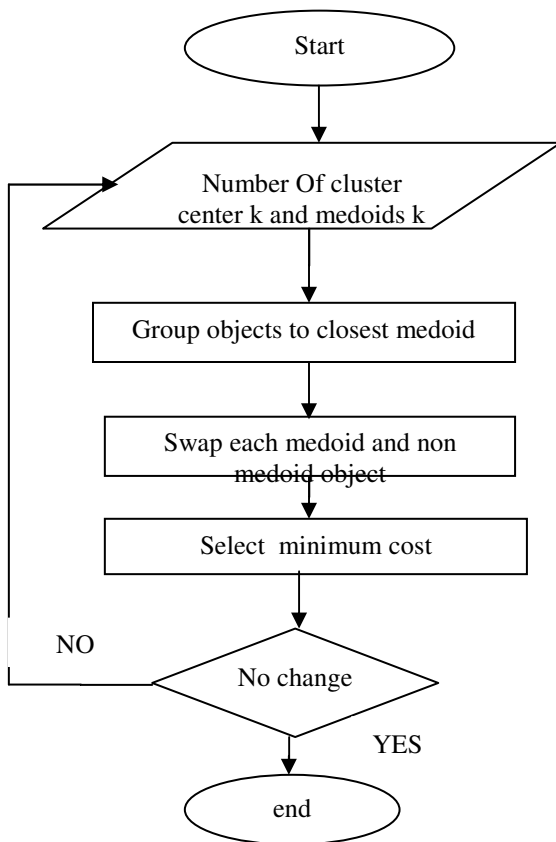 Start
Number Of cluster
center k and medoids k
Group objects to closest medoid
Swap each medoid and non
medoid object
Select minimum cost
NO
No change
YES
end